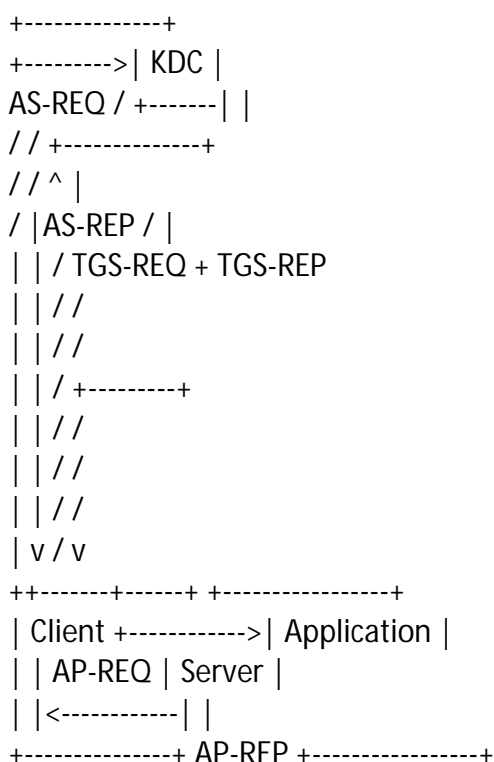 +--------------+
+--------->| KDC |
AS-REQ / +-------| |
/ / +--------------+
/ / ^ |
/ |AS-REP / |
| | / TGS-REQ + TGS-REP
| | / /
| | / /
| | / +---------+
| | / /
| | / /
| | / /
| v / v
++-------+------+ +-----------------+
| Client +------------>| Application |
| | AP-REQ | Server |
| |<------------| |
+---------------+ AP-REP +-----------------+